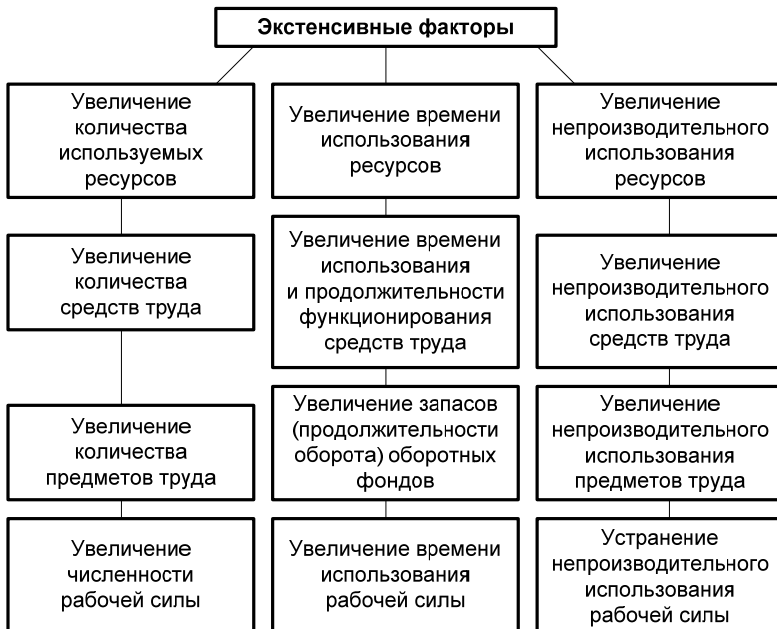 Экстенсивные факторы
Увеличение
количества
используемых
ресурсов
Увеличение
количества
средств труда
Увеличение
количества
предметов труда
Увеличение
численности
рабочей силы
Увеличение времени
использования
ресурсов
Увеличение времени
использования
и продолжительности
функционирования
средств труда
Увеличение запасов
(продолжительности
оборота) оборотных
фондов
Увеличение времени
использования
рабочей силы
Увеличение
непроизводительного
использования
ресурсов
Увеличение
непроизводительного
использования
средств труда
Увеличение
непроизводительного
использования
предметов труда
Устранение
непроизводительного
использования
рабочей силы